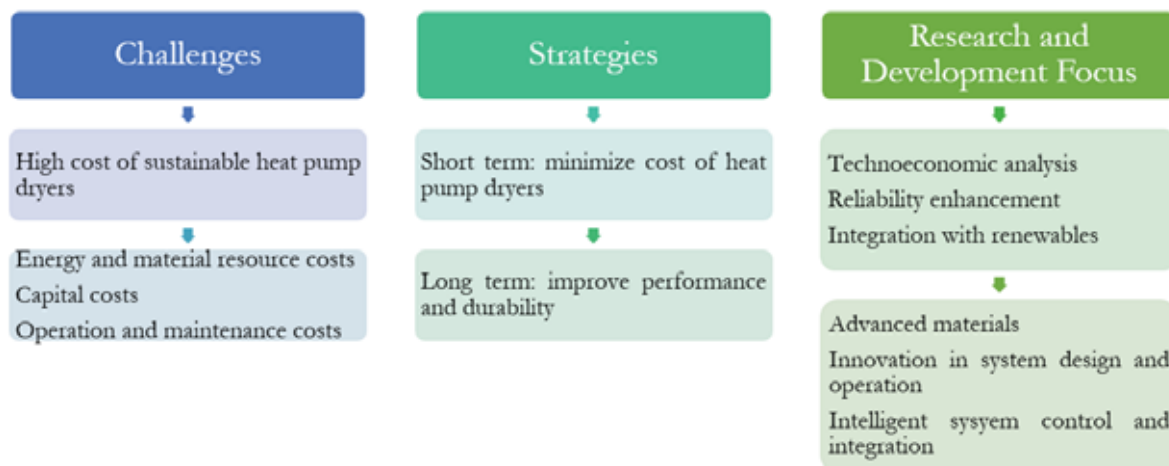 Challenges
High cost of sustainable heat pump
dryers
Energy and material resource costs
Capital costs
Operation and maintenance costs
Strategies
Short term: minimize cost of heat
pump dryers
Long term: improve performance
and durability
Research and
Development Focus
Technoeconomic analysis
Reliability enhancement
Integration with renewables
Advanced materials
Innovation in system design and
operation
Intelligent sysyem control and
integration